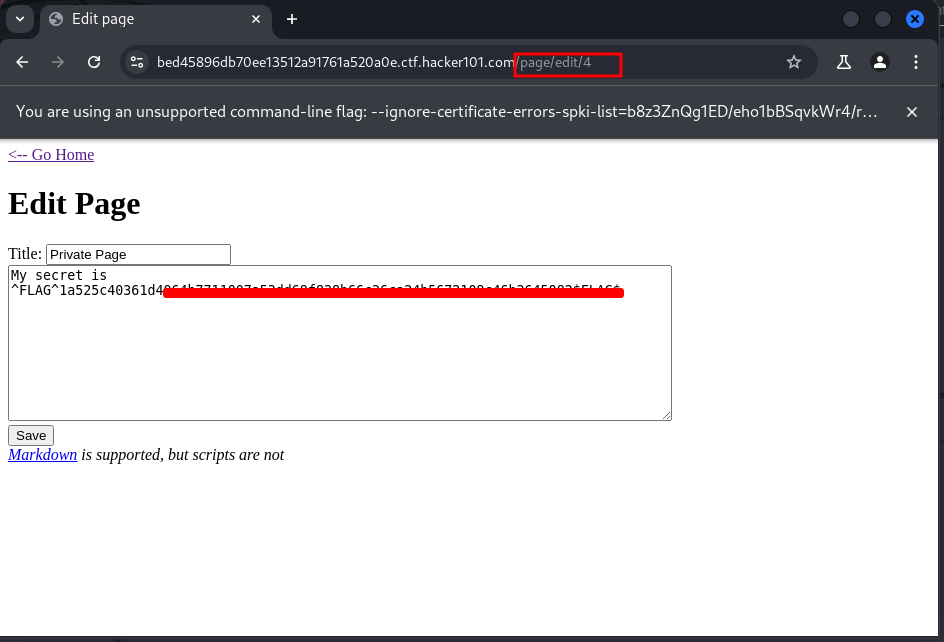 Edit page
bed45896db70ee13512a91761a520a0e.ctf.hacker101.com/page/edit/4
You are using an unsupported command-line flag: --ignore-certificate-errors-spki-list=b8z3ZnQg1ED/eho1bBSqvkWr4/r…
<-- Go Home
Edit Page
Title: Private Page
My secret is
^FLAG^1a525c40361d4
Save
Markdown is supported, but scripts are not